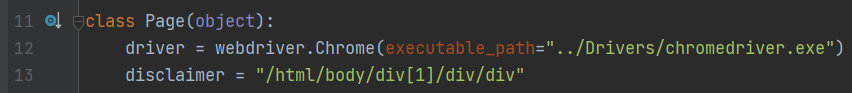 11 class Page(object):
12 driver = webdriver.Chrome(executable_path="../Drivers/chromedriver.exe")
13 disclaimer = "/html/body/div[1]/div/div"